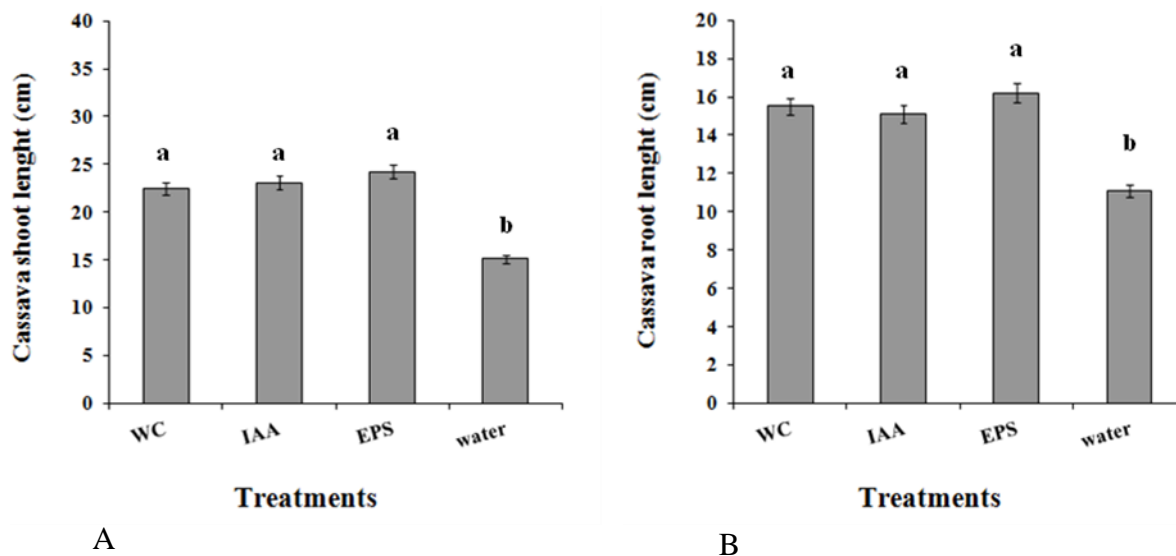 Cassava shoot lenght (cm)
40
35
30
25
20
15
10
5
0
a
a
a
b
WC
IAA
EPS
water
Treatments
A
Cassava root lenght (cm)
20
18
16
14
12
10
8
6
4
2
0
a
a
a
b
WC
IAA
EPS
water
Treatments
B